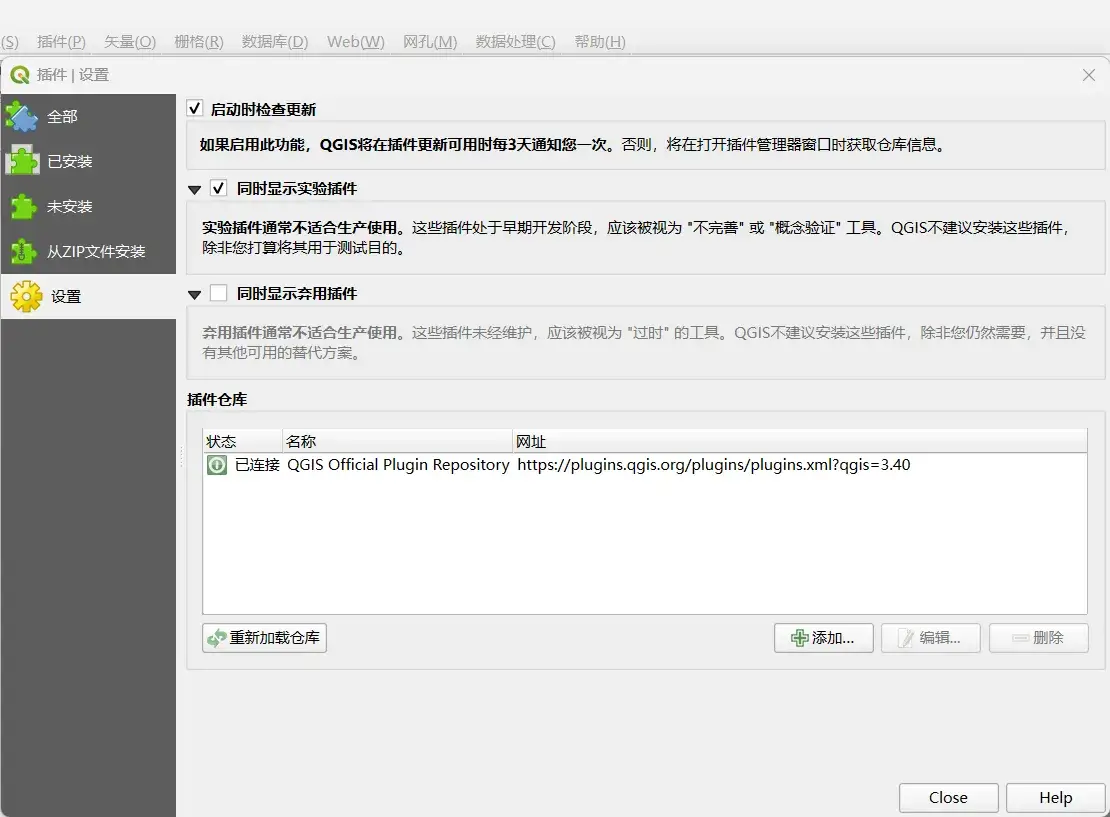 (S) 插件(P) 矢量(O) 栅格(R) 数据库(D) Web(W) 网孔(M) 数据处理(C) 帮助(H)
插件 | 设置
全部
已安装
未安装
从ZIP文件安装
设置
启动时检查更新
如果启用此功能，QGIS将在插件更新可用时每3天通知您一次。否则，将在打开插件管理器窗口时获取仓库信息。
同时显示实验插件
实验插件通常不适合生产使用。这些插件处于早期开发阶段，应该被视为 "不完善" 或 "概念验证" 工具。QGIS不建议安装这些插件，
除非您打算将其用于测试目的。
同时显示弃用插件
弃用插件通常不适合生产使用。这些插件未经维护，应该被视为 "过时" 的工具。QGIS不建议安装这些插件，除非您仍然需要，并且没
有其他可用的替代方案。
插件仓库
状态 名称 网址
已连接 QGIS Official Plugin Repository https://plugins.qgis.org/plugins/plugins.xml?qgis=3.40
重新加载仓库 添加... 编辑... 删除
Close Help